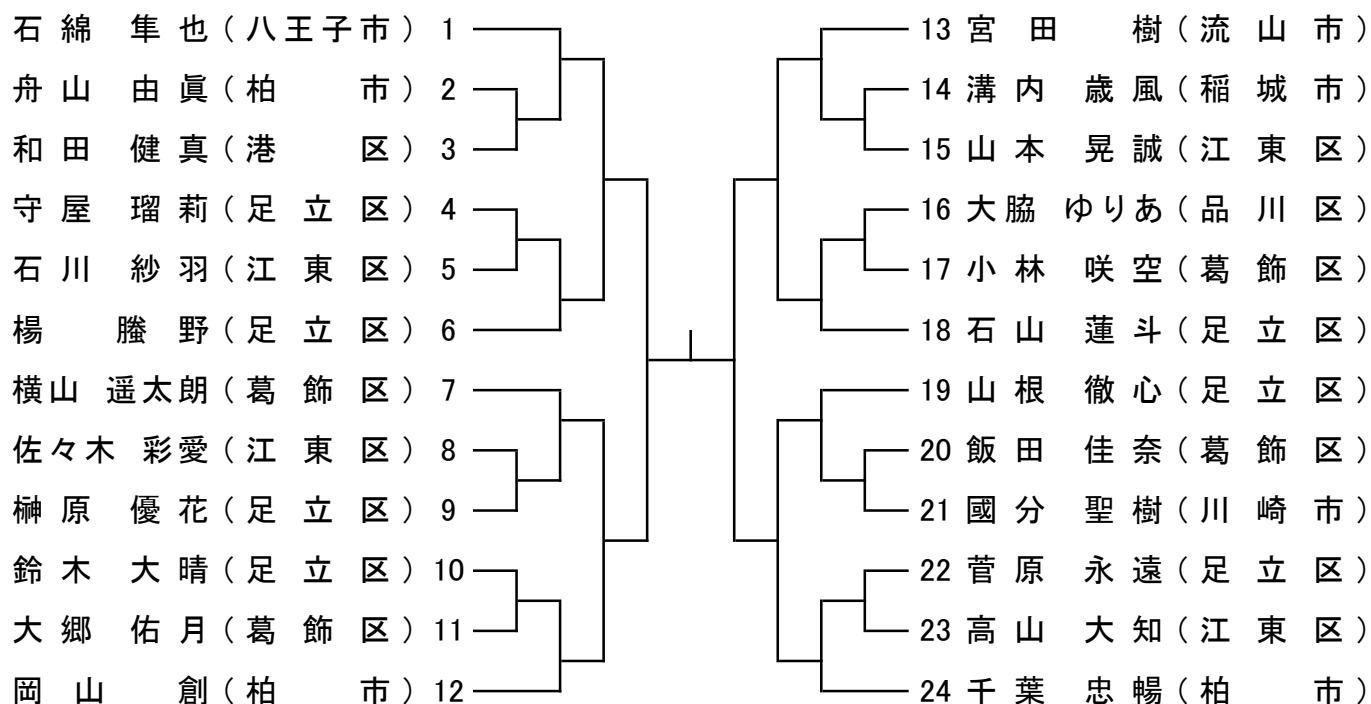 石綿 隼也(八王子市) 1
舟山 由眞(柏市) 2
和田 健真(港区) 3
守屋 瑠莉(足立区) 4
石川 紗羽(江東区) 5
楊 騰野(足立区) 6
横山 遥太朗(葛飾区) 7
佐々木 彩愛(江東区) 8
榊原 優花(足立区) 9
鈴木 大晴(足立区) 10
大郷 佑月(葛飾区) 11
岡山 創(柏市) 12
13 宮田 樹(流山市)
14 溝内 歳風(稲城市)
15 山本 晃誠(江東区)
16 大脇 ゆりあ(品川区)
17 小林 咲空(葛飾区)
18 石山 蓮斗(足立区)
19 山根 徹心(足立区)
20 飯田 佳奈(葛飾区)
21 國分 聖樹(川崎市)
22 菅原 永遠(足立区)
23 高山 大知(江東区)
24 千葉 忠暢(柏市)